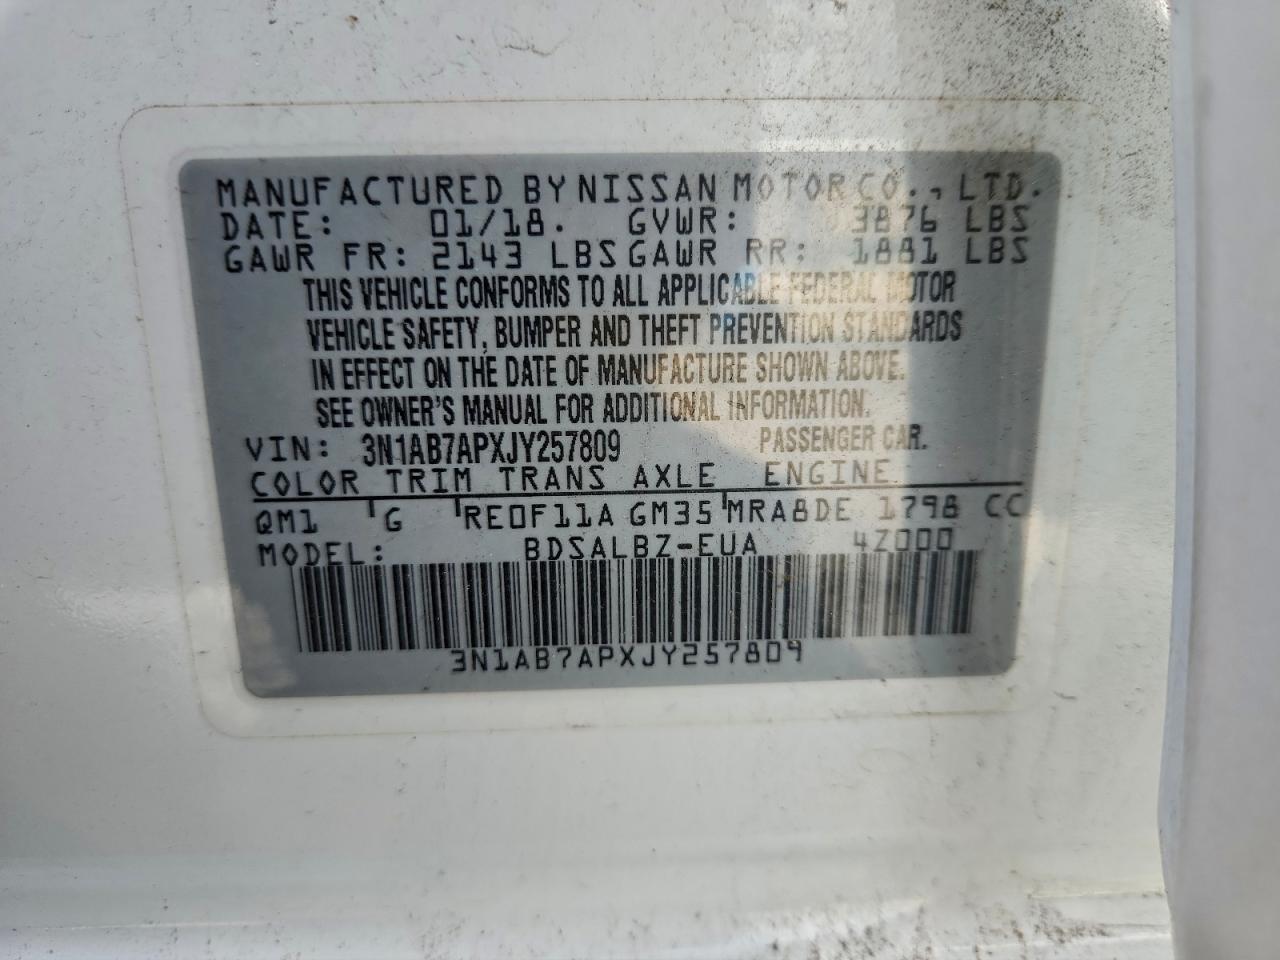 MANUFACTURED BY NISSAN MOTOR CO., LTD.
DATE: 01/18. GVWR: 3876 LBS
GAWR FR: 2143 LBS GAWR RR: 1881 LBS
THIS VEHICLE CONFORMS TO ALL APPLICABLE FEDERAL MOTOR
VEHICLE SAFETY, BUMPER AND THEFT PREVENTION STANDARDS
IN EFFECT ON THE DATE OF MANUFACTURE SHOWN ABOVE.
SEE OWNER'S MANUAL FOR ADDITIONAL INFORMATION.
VIN: 3N1AB7APXJY257809 PASSENGER CAR.
COLOR TRIM TRANS AXLE ENGINE
QM1 G RE0F11A GM35 MRA8DE 1798 CC
MODEL: BDSALBZ-EUA 4Z000
3N1AB7APXJY257809